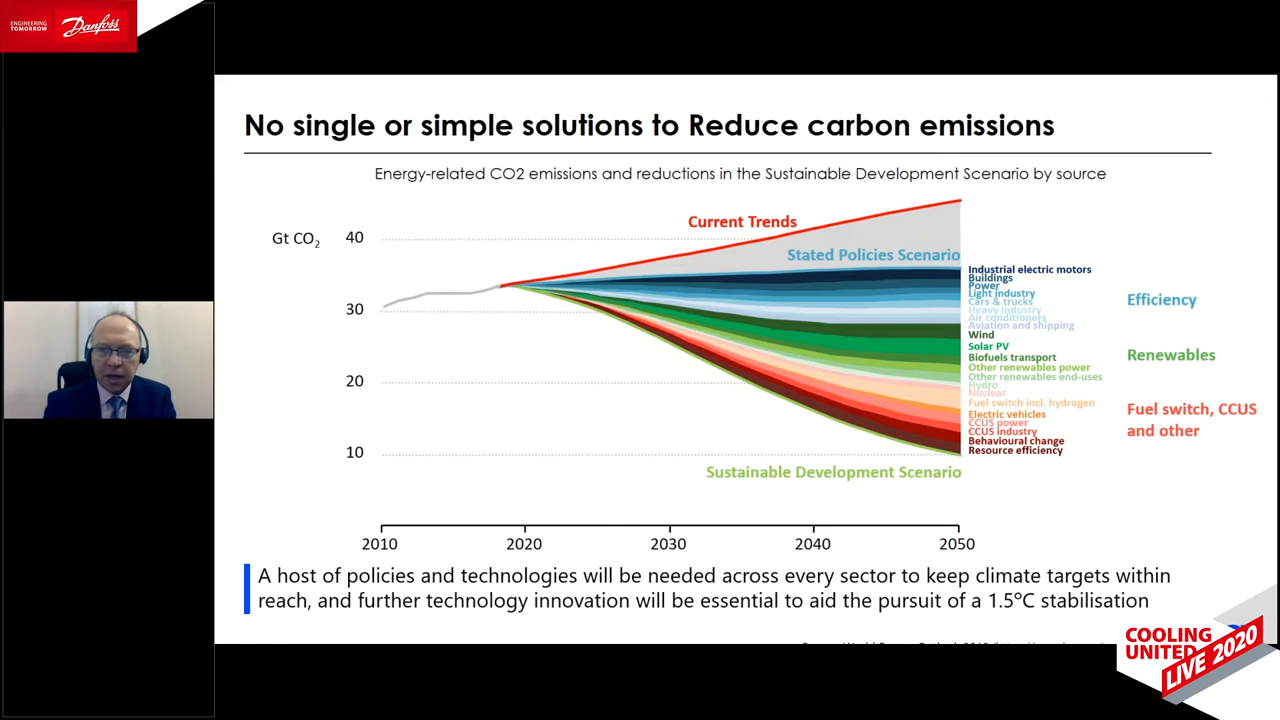 ENGINEERING
TOMORROW
Danfoss
No single or simple solutions to Reduce carbon emissions
Energy-related CO2 emissions and reductions in the Sustainable Development Scenario by source
Gt CO2
40
30
20
10
Current Trends
Stated Policies Scenario
Industrial electric motors
Buildings
Power
Light industry
Cars & trucks
Heavy Industry
Air conditioners
Aviation and shipping
Wind
Solar PV
Biofuels transport
Other renewables power
Other renewables end-uses
Hydro
Nuclear
Fuel switch incl. hydrogen
Electric vehicles
CCUS power
CCUS industry
Behavioural change
Resource efficiency
Efficiency
Renewables
Fuel switch, CCUS
and other
Sustainable Development Scenario
2010 2020 2030 2040 2050
A host of policies and technologies will be needed across every sector to keep climate targets within
reach, and further technology innovation will be essential to aid the pursuit of a 1.5°C stabilisation
COOLING
UNITED
LIVE 2020